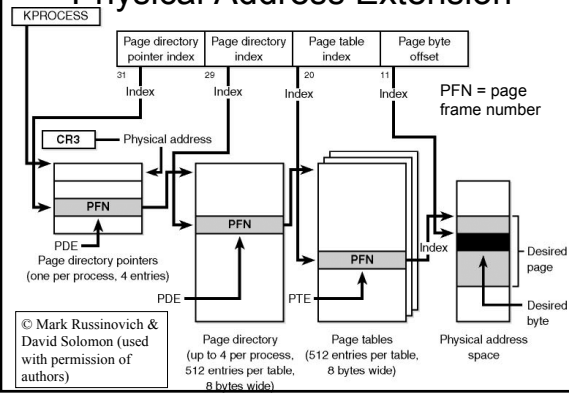 Physical Address Extension
KPROCESS
Page directory
pointer index
Page directory
index
Page table
index
Page byte
offset
31
29
20
11
Index
Index
Index
Index
PFN = page
frame number
CR3
Physical address
PFN
PFN
PFN
Index
PDE
Page directory pointers
(one per process, 4 entries)
PDE
PTE
Desired
page
Desired
byte
© Mark Russinovich &
David Solomon (used
with permission of
authors)
Page directory
(up to 4 per process,
512 entries per table,
8 bytes wide)
Page tables
(512 entries per table,
8 bytes wide)
Physical address
space